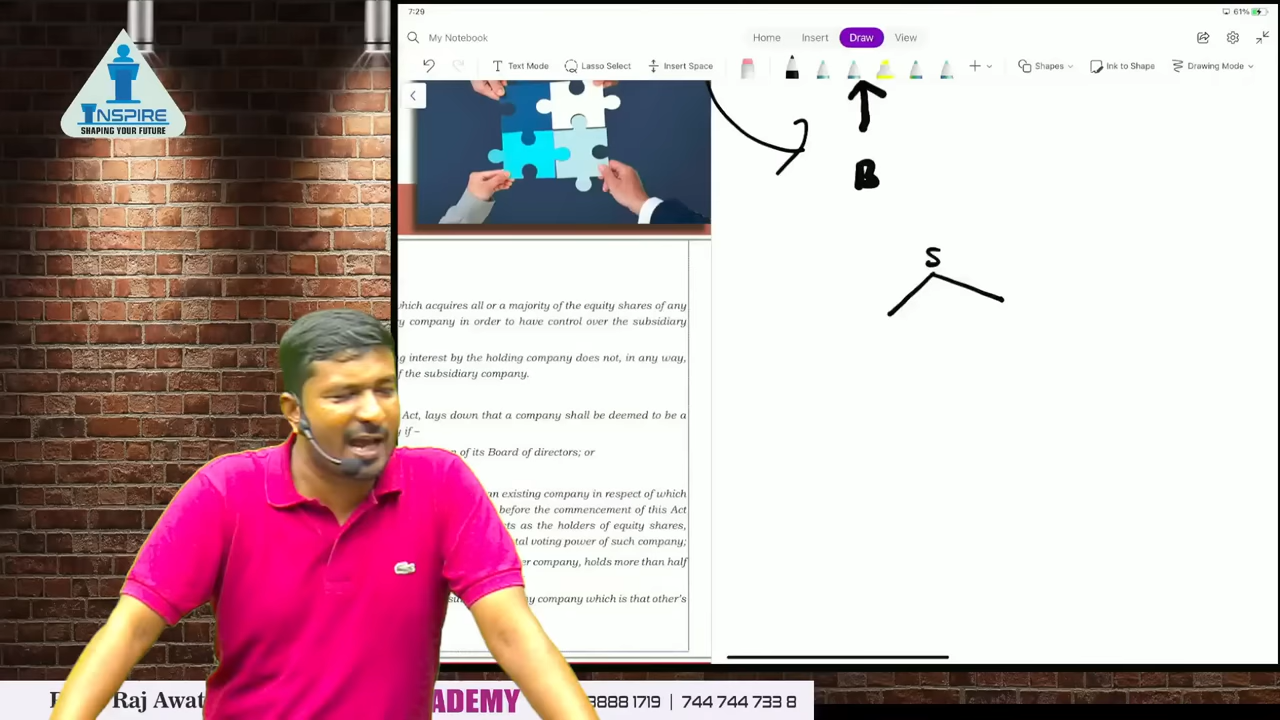 7:29
61%
My Notebook
Home
Insert
Draw
View
Text Mode
Lasso Select
Insert Space
Shapes
Ink to Shape
Drawing Mode
INSPIRE
SHAPING YOUR FUTURE
B
S
which acquires all or a majority of the equity shares of any
company in order to have control over the subsidiary
interest by the holding company does not, in any way,
of the subsidiary company.
Act, lays down that a company shall be deemed to be a
if –
of its Board of directors; or
an existing company in respect of which
before the commencement of this Act
as the holders of equity shares,
voting power of such company;
company, holds more than half
company which is that other's
Raj Awat
ADEMY
3888 1719 | 744 744 733 8